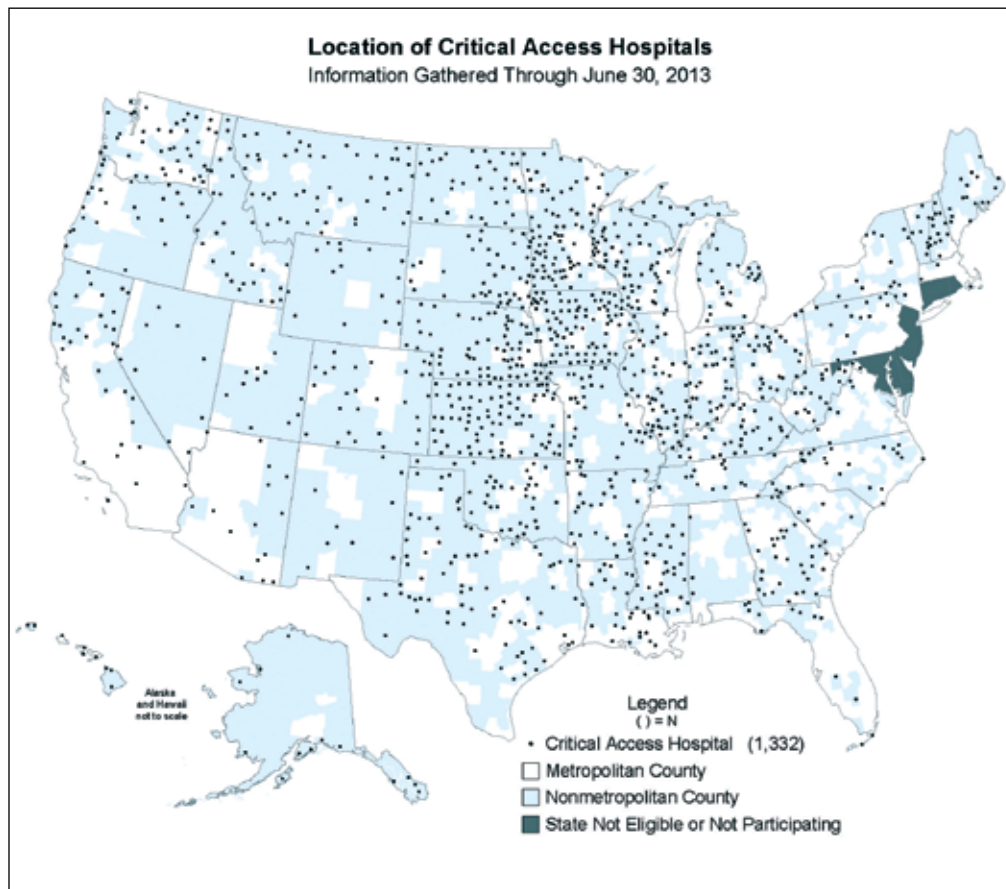 Location of Critical Access Hospitals
Information Gathered Through June 30, 2013
Alaska
and Hawaii
not to scale
Legend
( ) = N
Critical Access Hospital (1,332)
Metropolitan County
Nonmetropolitan County
State Not Eligible or Not Participating